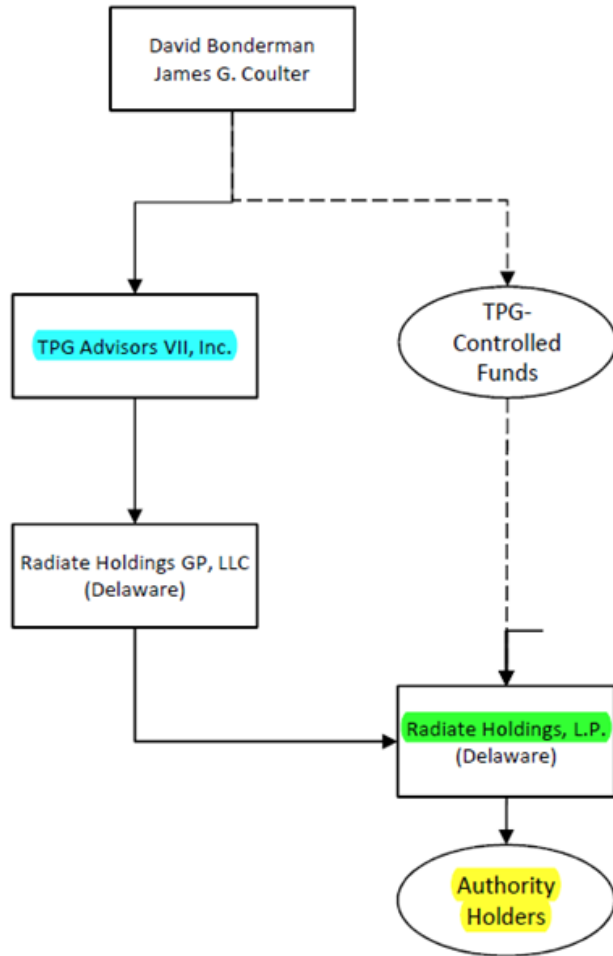 David Bonderman
James G. Coulter
TPG Advisors VII, Inc.
TPG-
Controlled
Funds
Radiate Holdings GP, LLC
(Delaware)
Radiate Holdings, L.P.
(Delaware)
Authority
Holders